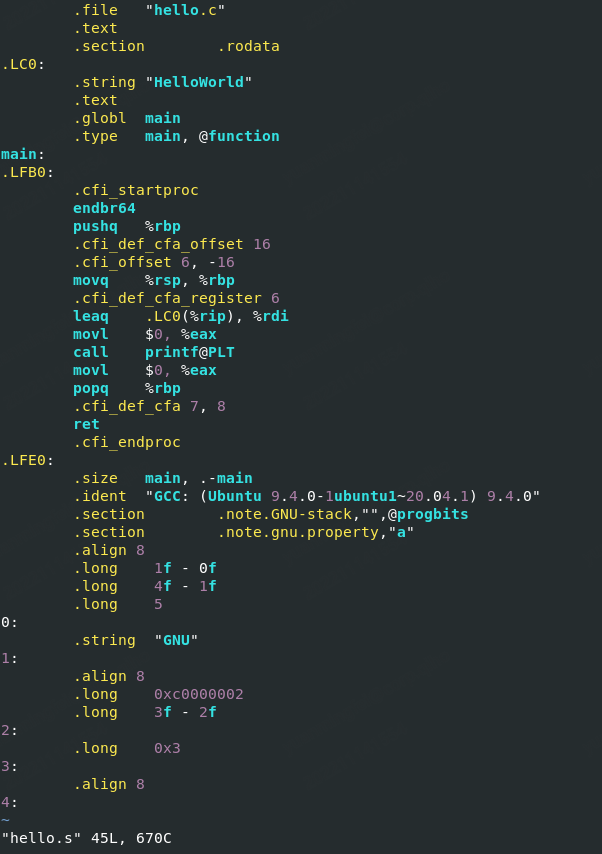 .file "hello.c"
.text
.section .rodata
.LC0:
.string "HelloWorld"
.text
.globl main
.type main, @function
main:
.LFB0:
.cfi_startproc
endbr64
pushq %rbp
.cfi_def_cfa_offset 16
.cfi_offset 6, -16
movq %rsp, %rbp
.cfi_def_cfa_register 6
leaq .LC0(%rip), %rdi
movl $0, %eax
call printf@PLT
movl $0, %eax
popq %rbp
.cfi_def_cfa 7, 8
ret
.cfi_endproc
.LFE0:
.size main, .-main
.ident "GCC: (Ubuntu 9.4.0-1ubuntu1~20.04.1) 9.4.0"
.section .note.GNU-stack,"",@progbits
.section .note.gnu.property,"a"
.align 8
.long 1f - 0f
.long 4f - 1f
.long 5
0:
.string "GNU"
1:
.align 8
.long 0xc0000002
.long 3f - 2f
2:
.long 0x3
3:
.align 8
4:
~
"hello.s" 45L, 670C